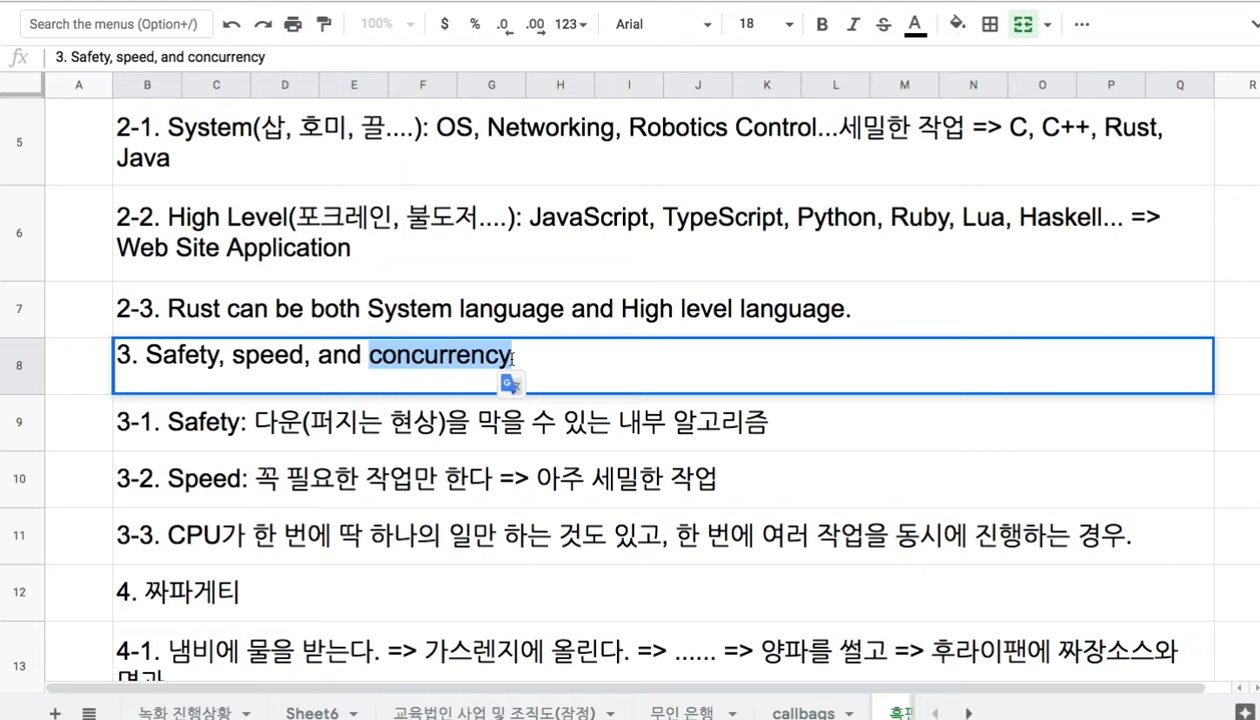 Search the menus (Option+/)
100%
$ % .0 .00 123
Arial
18
B I S A
fx
3. Safety, speed, and concurrency
A B C D E F G H I J K L M N O P Q R
5
2-1. System(삽, 호미, 끌....): OS, Networking, Robotics Control...세밀한 작업 => C, C++, Rust,
Java
6
2-2. High Level(포크레인, 불도저....): JavaScript, TypeScript, Python, Ruby, Lua, Haskell... =>
Web Site Application
7
2-3. Rust can be both System language and High level language.
8
3. Safety, speed, and concurrency
9
3-1. Safety: 다운(퍼지는 현상)을 막을 수 있는 내부 알고리즘
10
3-2. Speed: 꼭 필요한 작업만 한다 => 아주 세밀한 작업
11
3-3. CPU가 한 번에 딱 하나의 일만 하는 것도 있고, 한 번에 여러 작업을 동시에 진행하는 경우.
12
4. 짜파게티
13
4-1. 냄비에 물을 받는다. => 가스렌지에 올린다. => ...... => 양파를 썰고 => 후라이팬에 짜장소스와
녹화 진행상황
Sheet6
교육법인 사업 및 조직도(잠정)
무인 은행
callbags